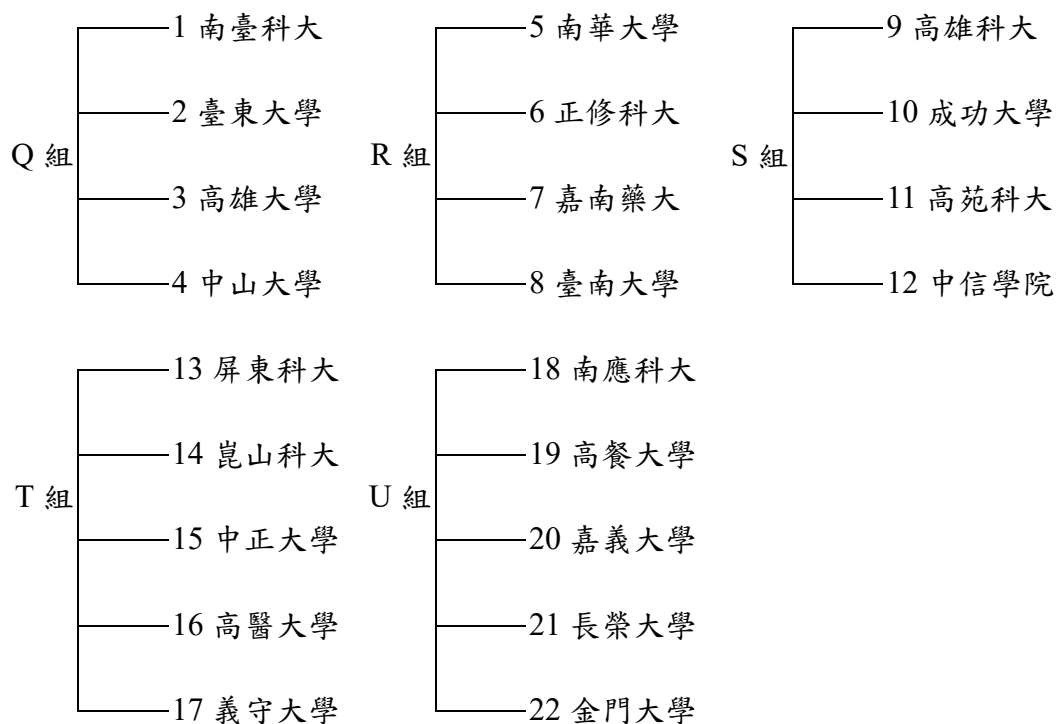 Q 組
1 南臺科大
2 臺東大學
3 高雄大學
4 中山大學
R 組
5 南華大學
6 正修科大
7 嘉南藥大
8 臺南大學
S 組
9 高雄科大
10 成功大學
11 高苑科大
12 中信學院
T 組
13 屏東科大
14 崑山科大
15 中正大學
16 高醫大學
17 義守大學
U 組
18 南應科大
19 高餐大學
20 嘉義大學
21 長榮大學
22 金門大學